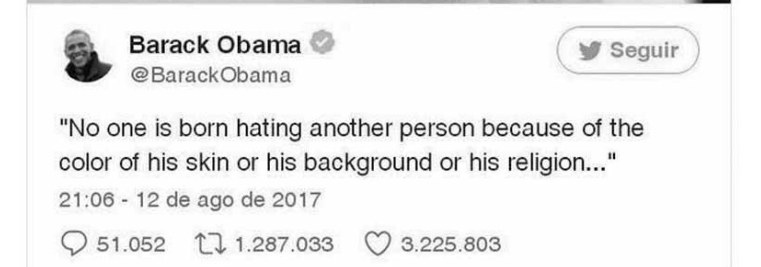 Barack Obama
Seguir
@BarackObama
"No one is born hating another person because of the
color of his skin or his background or his religion..."
21:06 - 12 de ago de 2017
51.052 1.287.033 3.225.803